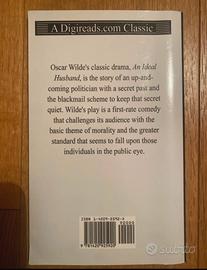 A Digireads.com Classic
Oscar Wilde's classic drama, An Ideal
Husband, is the story of an up-and-
coming politician with a secret past and
the blackmail scheme to keep that secret
quiet. Wilde's play is a first-rate comedy
that challenges its audience with the
basic theme of morality and the greater
standard that seems to fall upon those
individuals in the public eye.
90000
subito